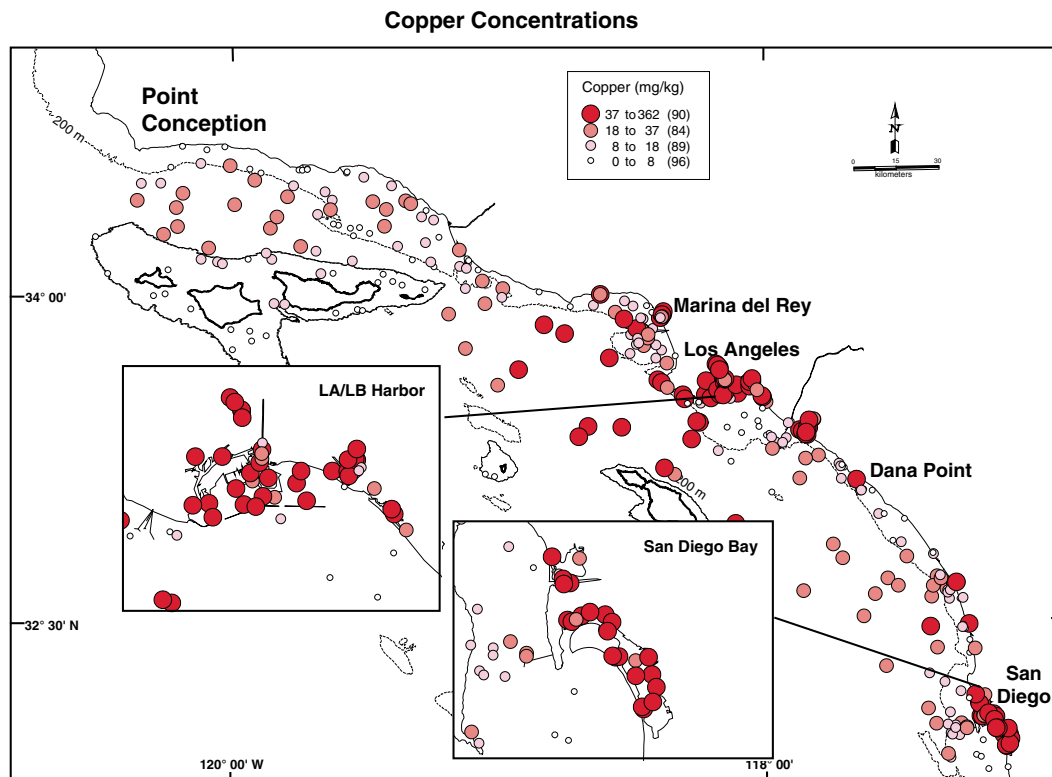 Copper Concentrations
Point
Conception
200 m
Copper (mg/kg)
37 to 362 (90)
18 to 37 (84)
8 to 18 (89)
0 to 8 (96)
N
0 15 30
kilometers
34° 00'
Marina del Rey
Los Angeles
LA/LB Harbor
Dana Point
200 m
San Diego Bay
32° 30' N
San
Diego
120° 00' W
118° 00'